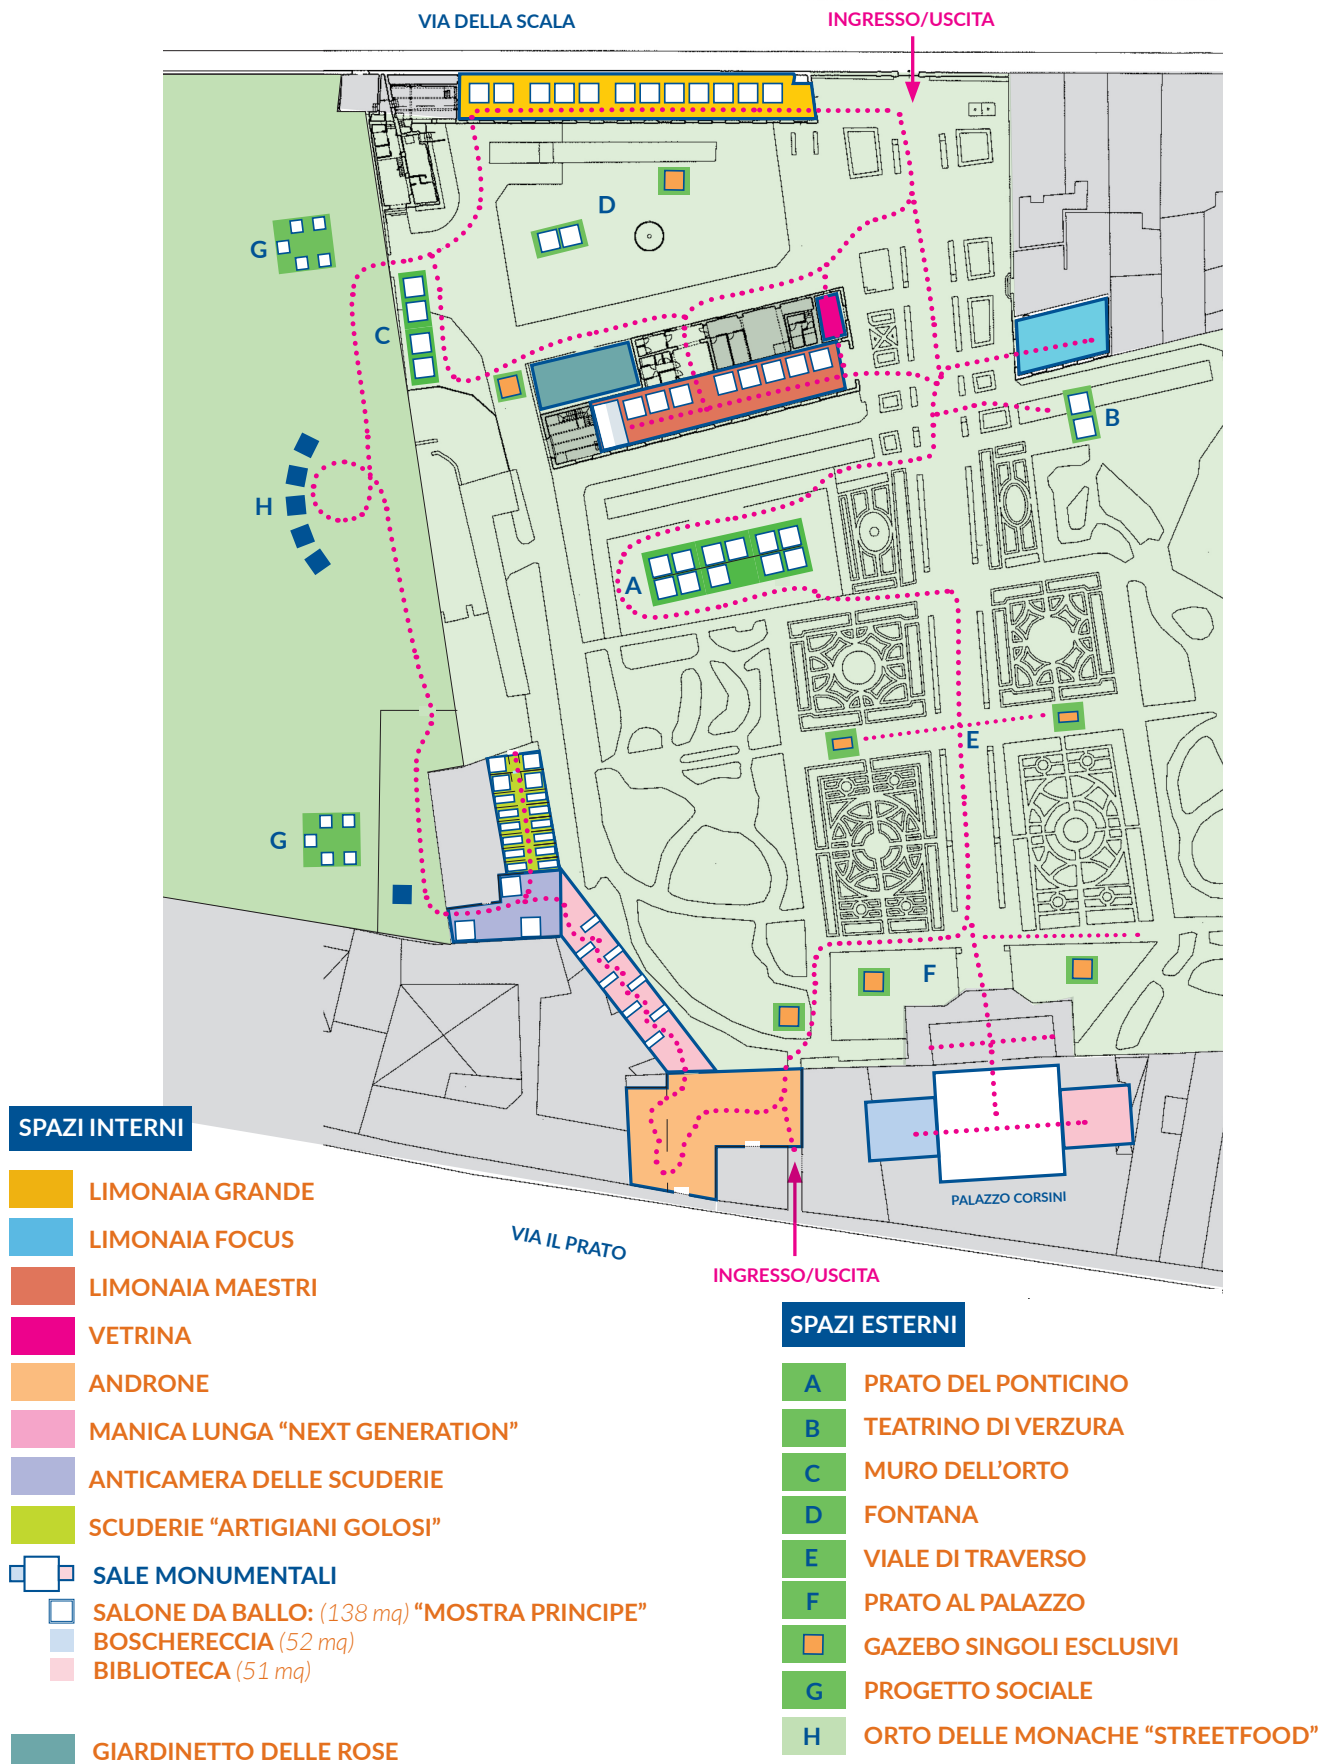 VIA DELLA SCALA
INGRESSO/USCITA
D
G
C
B
H
A
E
G
F
PALAZZO CORSINI
VIA IL PRATO
INGRESSO/USCITA
SPAZI INTERNI
LIMONAIA GRANDE
LIMONAIA FOCUS
LIMONAIA MAESTRI
VETRINA
ANDRONE
MANICA LUNGA “NEXT GENERATION”
ANTICAMERA DELLE SCUDERIE
SCUDERIE “ARTIGIANI GOLOSI”
SALE MONUMENTALI
SALONE DA BALLO: (138 mq) “MOSTRA PRINCIPE”
BOSCHERECCIA (52 mq)
BIBLIOTECA (51 mq)
GIARDINETTO DELLE ROSE
SPAZI ESTERNI
A PRATO DEL PONTICINO
B TEATRINO DI VERZURA
C MURO DELL’ORTO
D FONTANA
E VIALE DI TRAVERSO
F PRATO AL PALAZZO
GAZEBO SINGOLI ESCLUSIVI
G PROGETTO SOCIALE
H ORTO DELLE MONACHE “STREETFOOD”